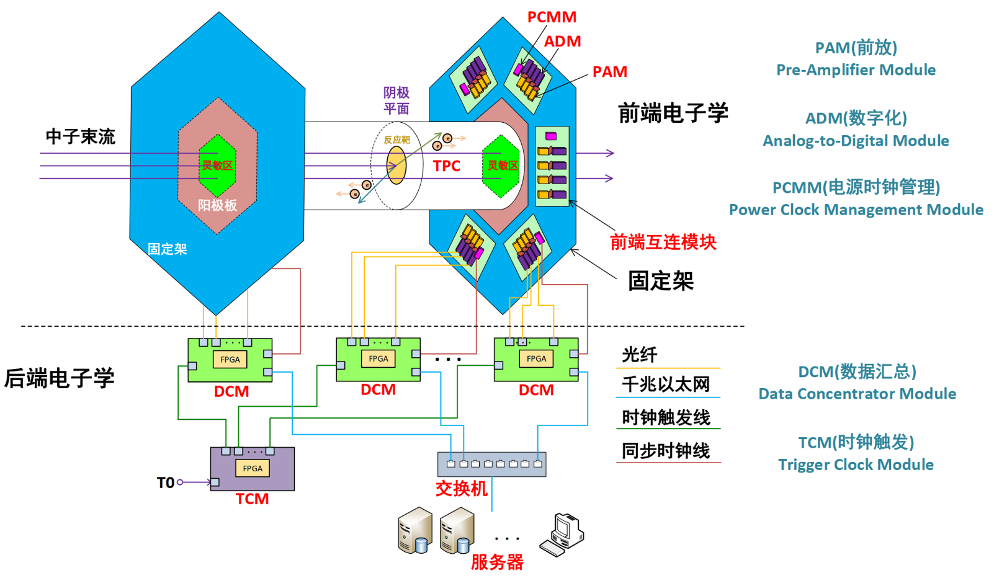 PCMM
ADM
PAM
PAM(前放)
Pre-Amplifier Module
阴极
平面
前端电子学
ADM(数字化)
Analog-to-Digital Module
中子束流
反应靶
e
e
TPC
灵敏区
灵敏区
e
e
阳极板
PCMM(电源时钟管理)
Power Clock Management Module
固定架
前端互连模块
固定架
后端电子学
FPGA
DCM
FPGA
DCM
FPGA
DCM
光纤
千兆以太网
时钟触发线
同步时钟线
DCM(数据汇总)
Data Concentrator Module
TCM(时钟触发)
Trigger Clock Module
FPGA
T0
TCM
交换机
服务器